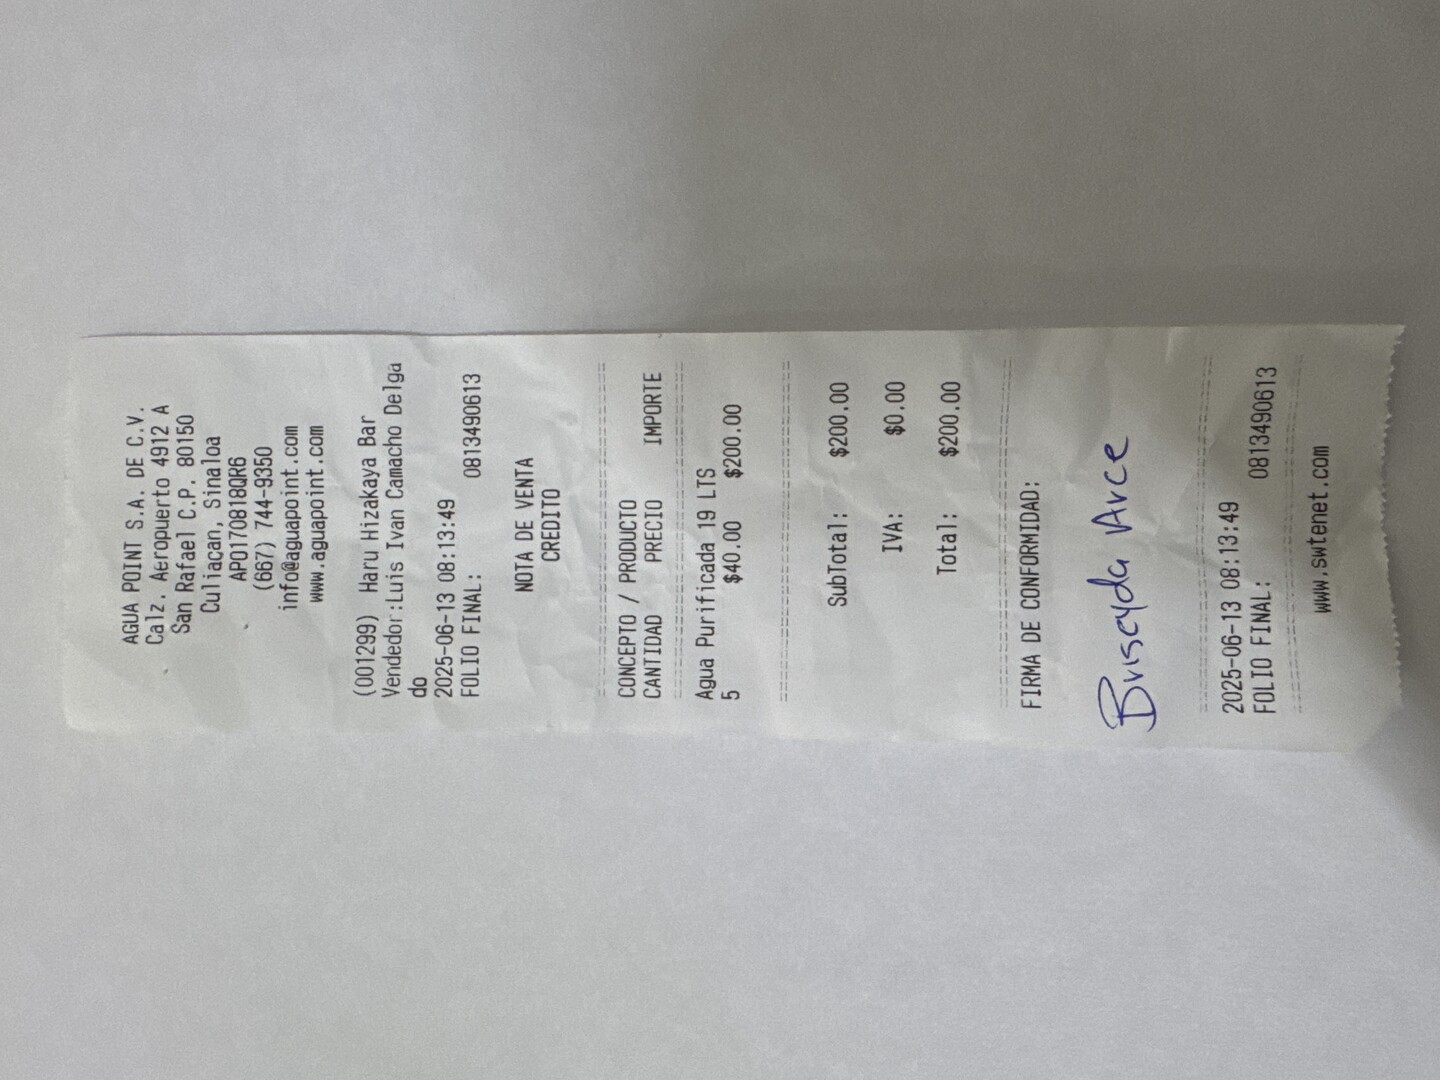 AGUA POINT S.A. DE C.V.
Calz. Aeropuerto 4912 A
San Rafael C.P. 80150
Culiacan, Sinaloa
APO170818QR6
(667) 744-9350
info@aguapoint.com
www.aguapoint.com
(001299) Haru Hizakaya Bar
Vendedor:Luis Ivan Camacho Delga
do
2025-06-13 08:13:49
FOLIO FINAL: 0813490613
NOTA DE VENTA
CREDITO
CONCEPTO / PRODUCTO
CANTIDAD PRECIO IMPORTE
Agua Purificada 19 LTS
5 $40.00 $200.00
SubTotal: $200.00
IVA: $0.00
Total: $200.00
FIRMA DE CONFORMIDAD:
Briseyda Arce
2025-06-13 08:13:49
FOLIO FINAL: 0813490613
www.swtenet.com